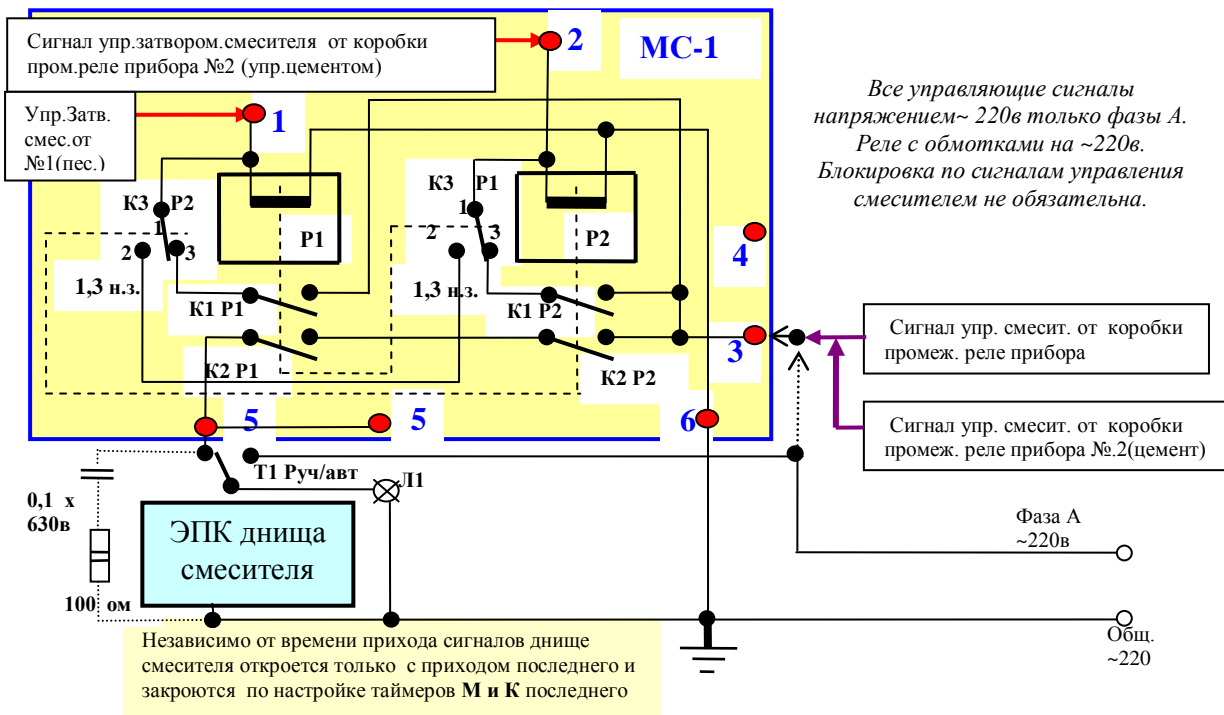 Сигнал упр.затвором.смесителя от коробки
пром.реле прибора №2 (упр.цементом)
2
МС-1
Упр.Затв.
смес.от
№1(пес.)
1
Все управляющие сигналы
напряжением~ 220в только фазы А.
Реле с обмотками на ~220в.
Блокировка по сигналам управления
смесителем не обязательна.
К3 Р2
1
2
3
1,3 н.з.
Р1
К3 Р1
1
2
3
1,3 н.з.
Р2
4
К1 Р1
К1 Р2
3
К2 Р1
К2 Р2
Сигнал упр. смесит. от коробки
промеж. реле прибора
5
5
6
Сигнал упр. смесит. от коробки
промеж. реле прибора №.2(цемент)
Т1 Руч/авт
Л1
0,1 х
630в
ЭПК днища
смесителя
100 ом
Фаза А
~220в
Общ.
~220
Независимо от времени прихода сигналов днище
смесителя откроется только с приходом последнего и
закроются по настройке таймеров М и К последнего